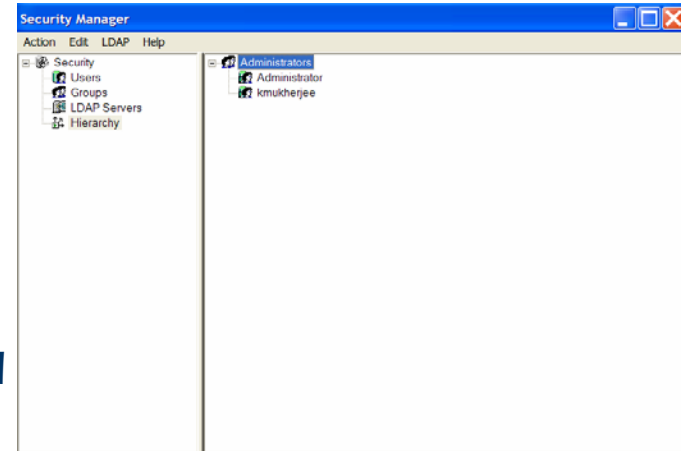 Security Manager
Action Edit LDAP Help
Security
Users
Groups
LDAP Servers
Hierarchy
Administrators
Administrator
kmukherjee